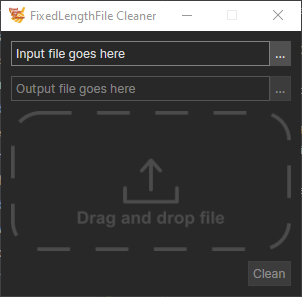 FixedLengthFile Cleaner
Input file goes here
...
Output file goes here
...
Drag and drop file
Clean